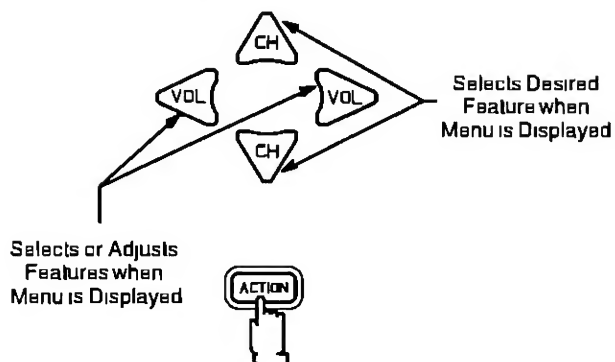 CH
VOL
VOL
CH
Selects Desired
Feature when
Menu is Displayed
Selects or Adjusts
Features when
Menu is Displayed
ACTION